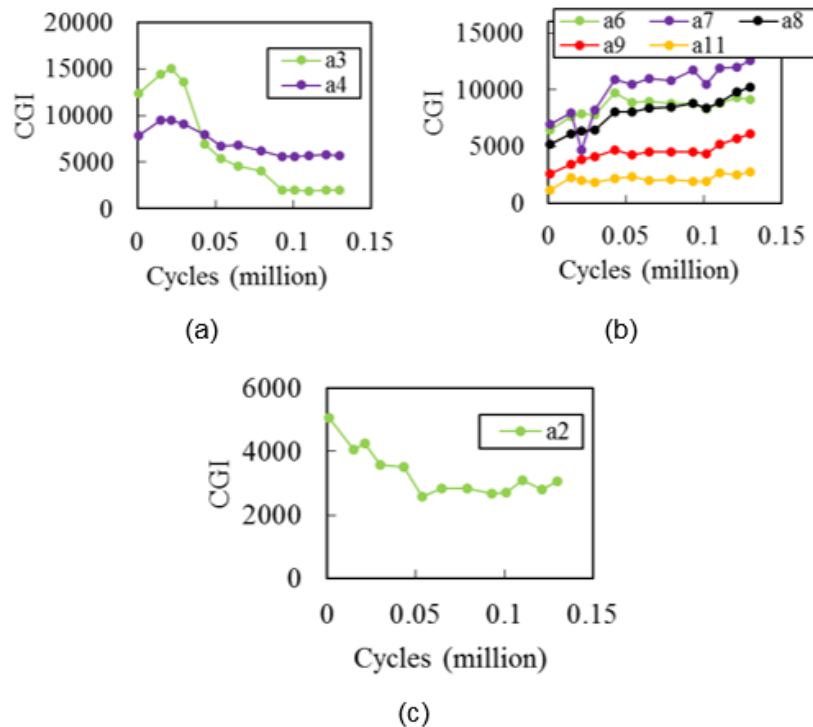 20000
15000
10000
5000
0
CGI
a3
a4
0 0.05 0.1 0.15
Cycles (million)
(a)
a6 a7 a8
a9 a11
15000
10000
5000
0
CGI
0 0.05 0.1 0.15
Cycles (million)
(b)
6000
4000
2000
0
CGI
a2
0 0.05 0.1 0.15
Cycles (million)
(c)